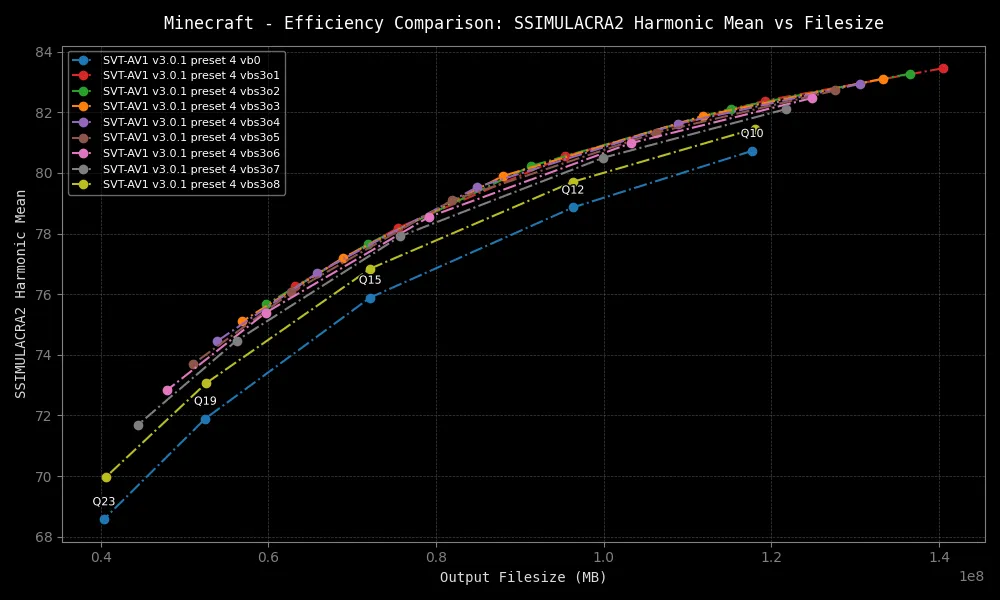 Minecraft - Efficiency Comparison: SSIMULACRA2 Harmonic Mean vs Filesize
SVT-AV1 v3.0.1 preset 4 vb0
SVT-AV1 v3.0.1 preset 4 vbs3o1
SVT-AV1 v3.0.1 preset 4 vbs3o2
SVT-AV1 v3.0.1 preset 4 vbs3o3
SVT-AV1 v3.0.1 preset 4 vbs3o4
SVT-AV1 v3.0.1 preset 4 vbs3o5
SVT-AV1 v3.0.1 preset 4 vbs3o6
SVT-AV1 v3.0.1 preset 4 vbs3o7
SVT-AV1 v3.0.1 preset 4 vbs3o8
SSIMULACRA2 Harmonic Mean
84
82
80
78
76
74
72
70
68
Q10
Q12
Q15
Q19
Q23
0.4
0.6
0.8
1.0
1.2
1.4
1e8
Output Filesize (MB)